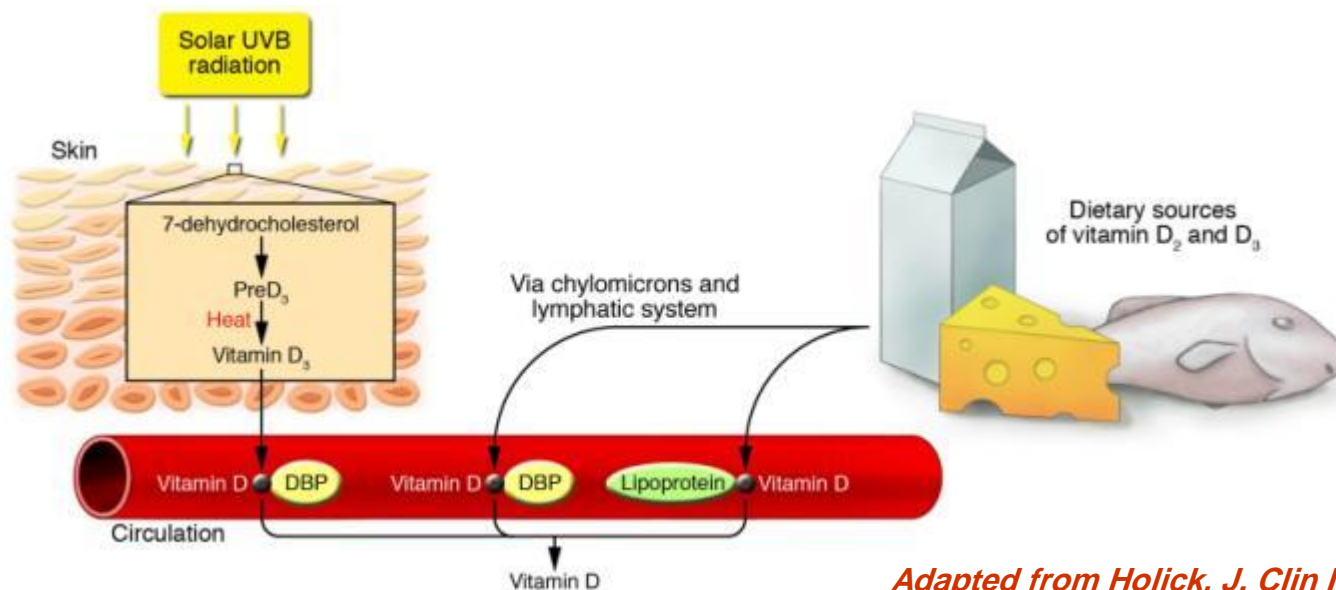 Solar UVB
radiation
Skin
7-dehydrocholesterol
PreD₃
Heat
Vitamin D₃
Via chylomicrons and
lymphatic system
Dietary sources
of vitamin D₂ and D₃
Vitamin D DBP Vitamin D DBP Lipoprotein Vitamin D
Circulation
Vitamin D
Adapted from Holick, J. Clin